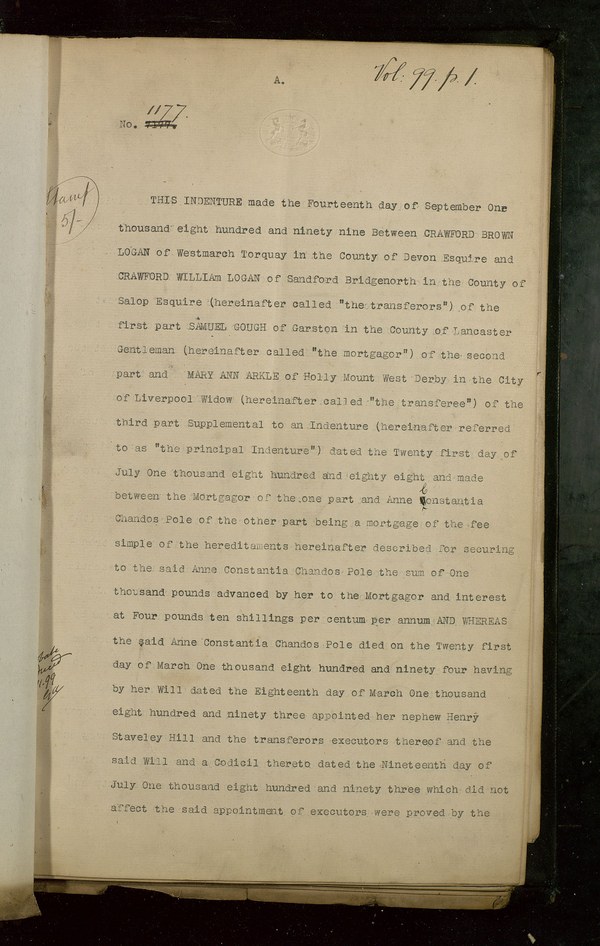 A.
Vol: 99. p. 1.
1177.
No.
Stamp
5/-
THIS INDENTURE made the Fourteenth day of September One
thousand eight hundred and ninety nine Between CRAWFORD BROWN
LOGAN of Westmarch Torquay in the County of Devon Esquire and
CRAWFORD WILLIAM LOGAN of Sandford Bridgenorth in the County of
Salop Esquire (hereinafter called "the transferors") of the
first part SAMUEL GOUGH of Garston in the County of Lancaster
Gentleman (hereinafter called "the mortgagor") of the second
part and MARY ANN ARKLE of Holly Mount West Derby in the City
of Liverpool Widow (hereinafter called "the transferee") of the
third part Supplemental to an Indenture (hereinafter referred
to as "the principal Indenture") dated the Twenty first day of
July One thousand eight hundred and eighty eight and made
between the Mortgagor of the one part and Anne Constantia
Chandos Pole of the other part being a mortgage of the fee
simple of the hereditaments hereinafter described for securing
to the said Anne Constantia Chandos Pole the sum of One
thousand pounds advanced by her to the Mortgagor and interest
at Four pounds ten shillings per centum per annum AND WHEREAS
the said Anne Constantia Chandos Pole died on the Twenty first
day of March One thousand eight hundred and ninety four having
by her Will dated the Eighteenth day of March One thousand
eight hundred and ninety three appointed her nephew Henry
Staveley Hill and the transferors executors thereof and the
said Will and a Codicil thereto dated the Nineteenth day of
July One thousand eight hundred and ninety three which did not
affect the said appointment of executors were proved by the